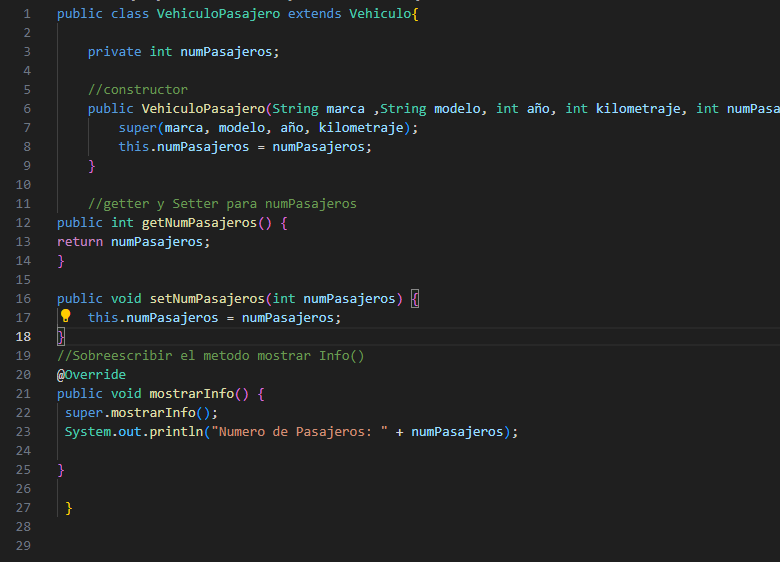 1 public class VehiculoPasajero extends Vehiculo{
2
3 private int numPasajeros;
4
5 //constructor
6 public VehiculoPasajero(String marca ,String modelo, int año, int kilometraje, int numPasa
7 super(marca, modelo, año, kilometraje);
8 this.numPasajeros = numPasajeros;
9 }
10
11 //getter y Setter para numPasajeros
12 public int getNumPasajeros() {
13 return numPasajeros;
14 }
15
16 public void setNumPasajeros(int numPasajeros) {
17 this.numPasajeros = numPasajeros;
18 }
19 //Sobreescribir el metodo mostrar Info()
20 @Override
21 public void mostrarInfo() {
22 super.mostrarInfo();
23 System.out.println("Numero de Pasajeros: " + numPasajeros);
24
25 }
26
27 }
28
29